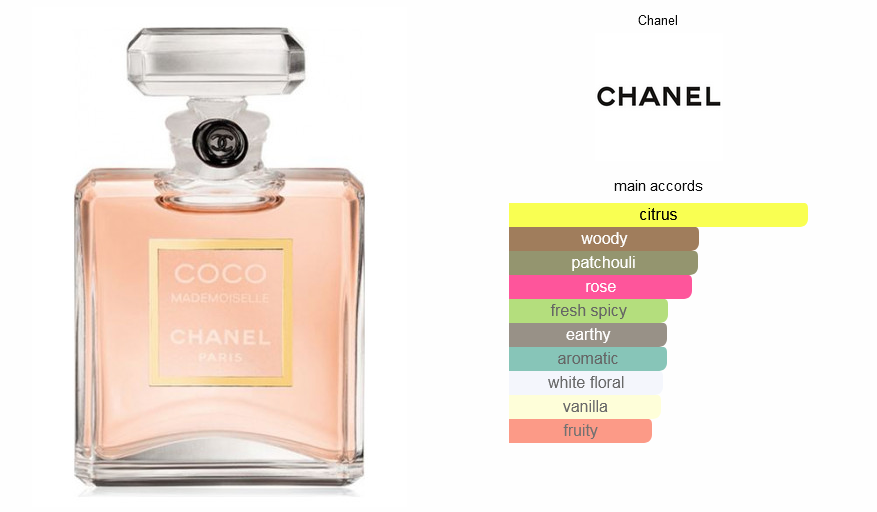 COCO
MADEMOISELLE
CHANEL
PARIS
Chanel
CHANEL
main accords
citrus
woody
patchouli
rose
fresh spicy
earthy
aromatic
white floral
vanilla
fruity